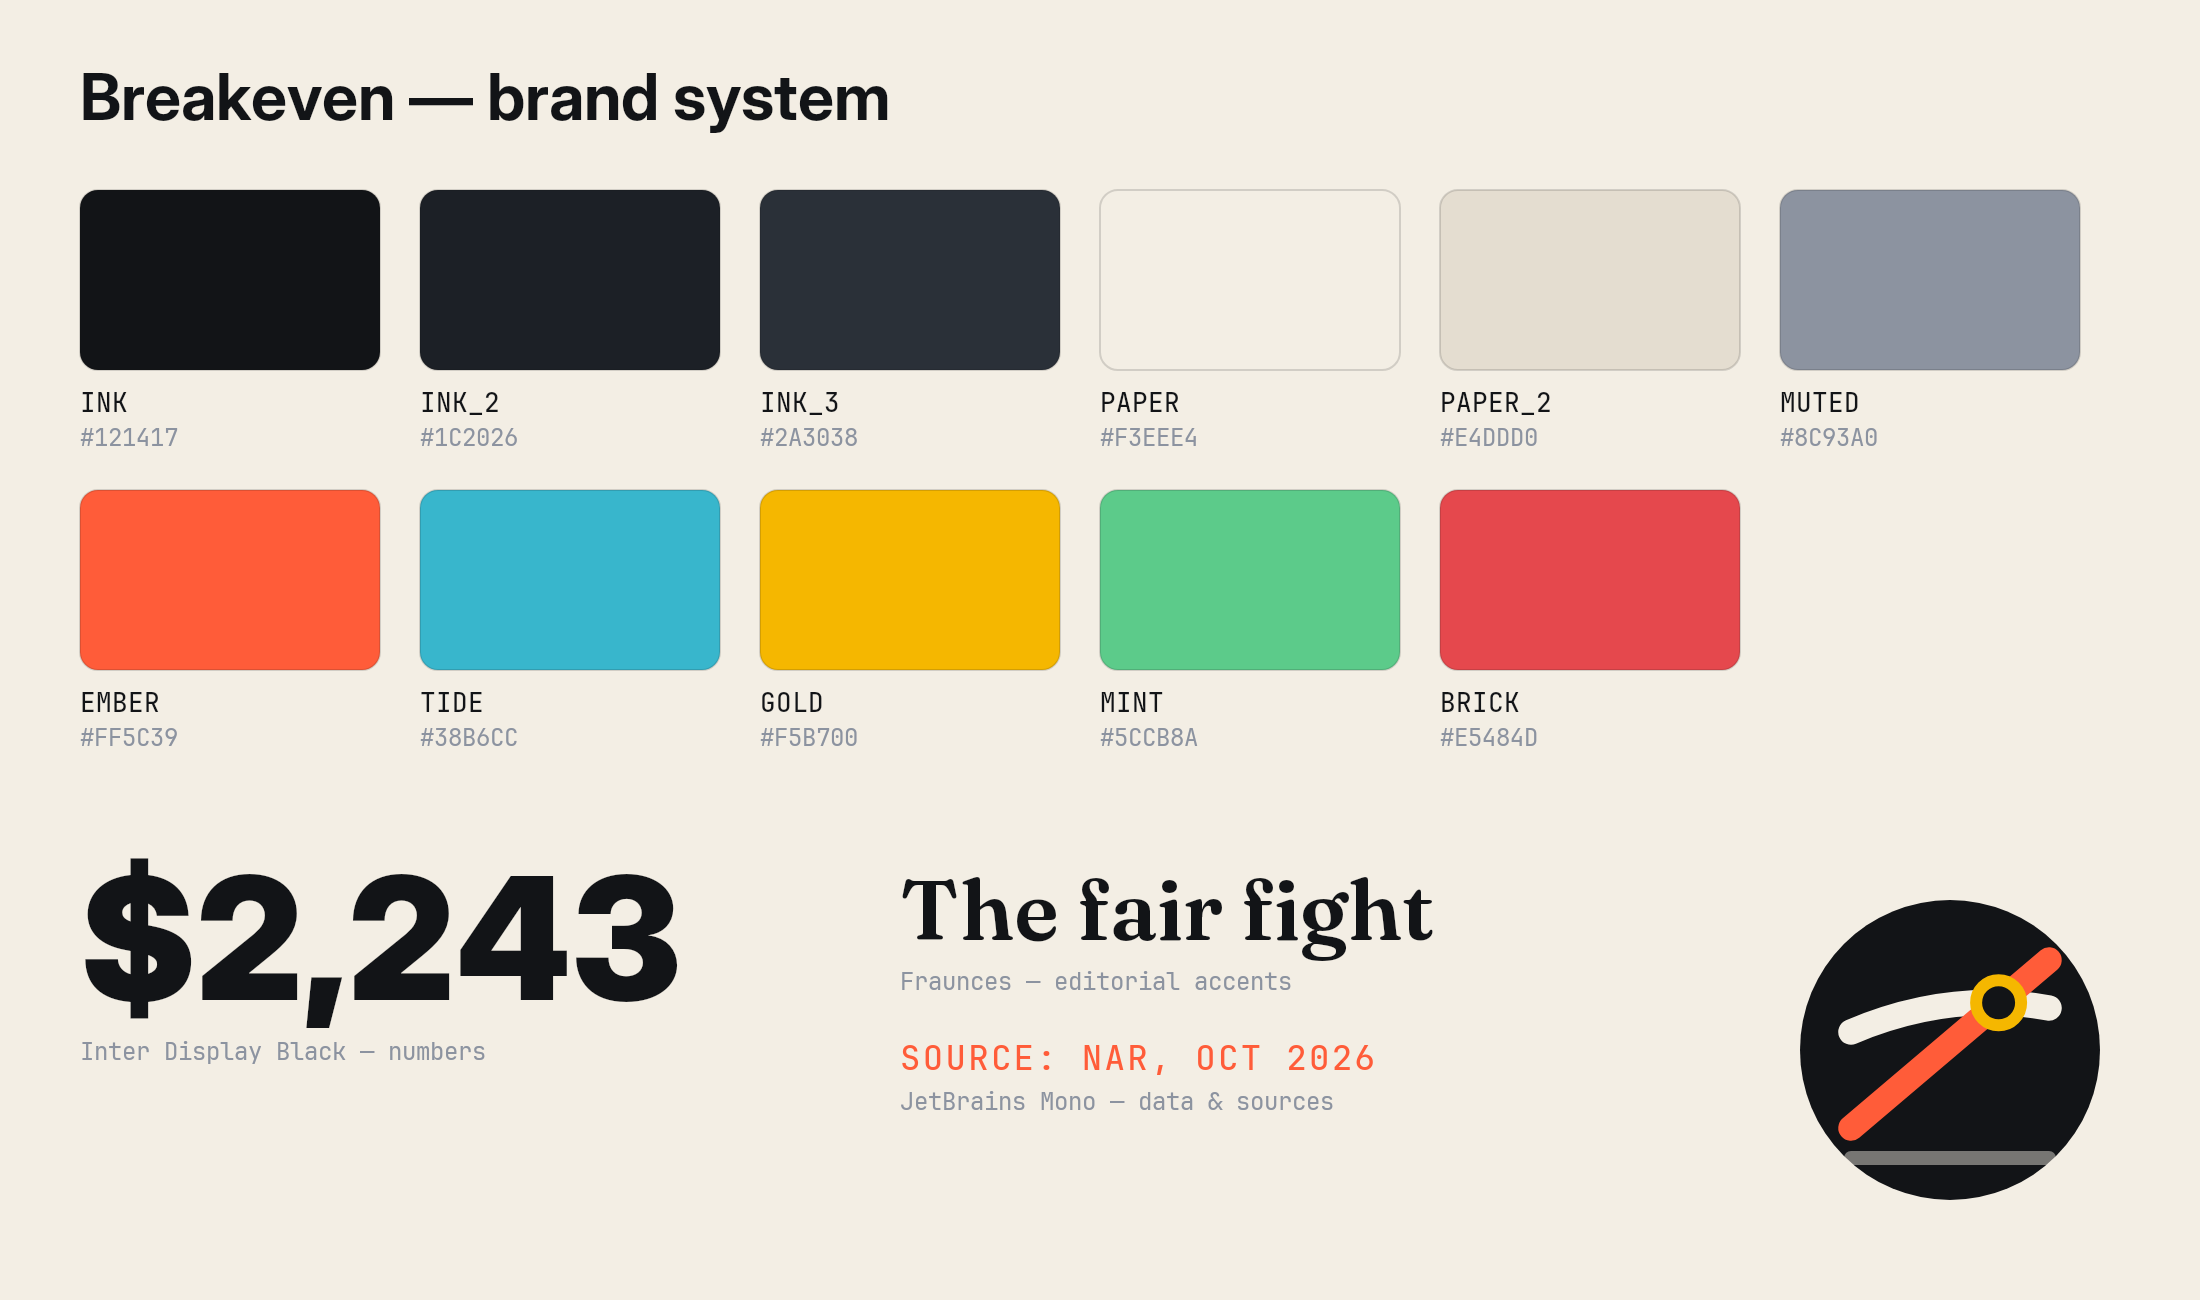 Breakeven — brand system
INK
#121417
INK_2
#1C2026
INK_3
#2A3038
PAPER
#F3EEE4
PAPER_2
#E4DDD0
MUTED
#8C93A0
EMBER
#FF5C39
TIDE
#38B6CC
GOLD
#F5B700
MINT
#5CCB8A
BRICK
#E5484D
$2,243
Inter Display Black — numbers
The fair fight
Fraunces — editorial accents
SOURCE: NAR, OCT 2026
JetBrains Mono — data & sources